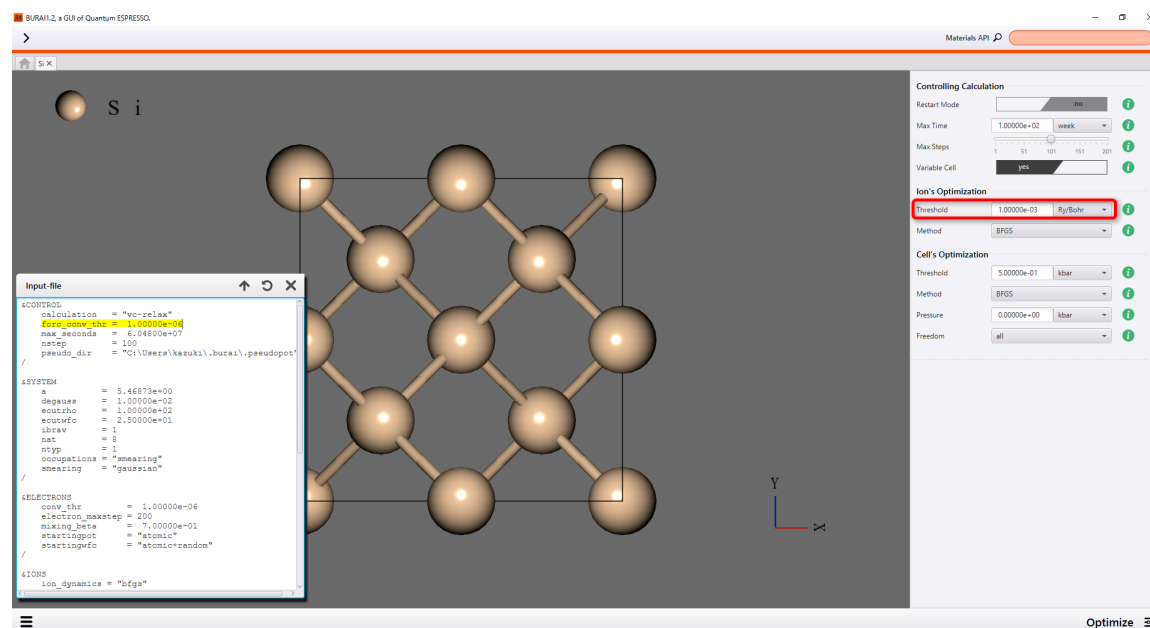 BURAI1.2, a GUI of Quantum ESPRESSO.
Materials API
Si ×
S i
Controlling Calculation
Restart Mode no
Max Time 1.00000e+02 week
Max Steps
1 51 101 151 201
Variable Cell yes
Ion's Optimization
Threshold 1.00000e-03 Ry/Bohr
Method BFGS
Cell's Optimization
Threshold 5.00000e-01 kbar
Method BFGS
Pressure 0.00000e+00 kbar
Freedom all
Input-file
&CONTROL
calculation = "vc-relax"
forc_conv_thr = 1.00000e-06
max_seconds = 6.04800e+07
nstep = 100
pseudo_dir = "C:\Users\kazuki\.burai\.pseudopot"
/
&SYSTEM
a = 5.46873e+00
degauss = 1.00000e-02
ecutrho = 1.00000e+02
ecutwfc = 2.50000e+01
ibrav = 1
nat = 8
ntyp = 1
occupations = "smearing"
smearing = "gaussian"
/
&ELECTRONS
conv_thr = 1.00000e-06
electron_maxstep = 200
mixing_beta = 7.00000e-01
startingpot = "atomic"
startingwfc = "atomic+random"
/
&IONS
ion_dynamics = "bfgs"
Y
X
Optimize